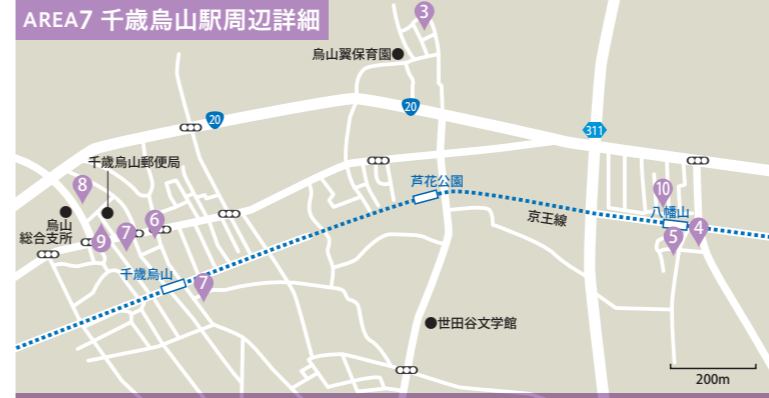 AREA7 千歳烏山駅周辺詳細
3
烏山翼保育園
20
20
311
千歳烏山郵便局
8
芦花公園
10
烏山
総合支所
9
7
6
京王線
八幡山
5
4
千歳烏山
7
世田谷文学館
200m